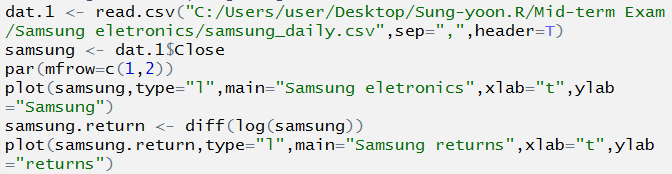 dat.1 <- read.csv("C:/Users/user/Desktop/Sung-yoon.R/Mid-term Exam
/Samsung eletronics/samsung_daily.csv",sep=",",header=T)
samsung <- dat.1$Close
par(mfrow=c(1,2))
plot(samsung,type="l",main="Samsung eletronics",xlab="t",ylab
="Samsung")
samsung.return <- diff(log(samsung))
plot(samsung.return,type="l",main="Samsung returns",xlab="t",ylab
="returns")